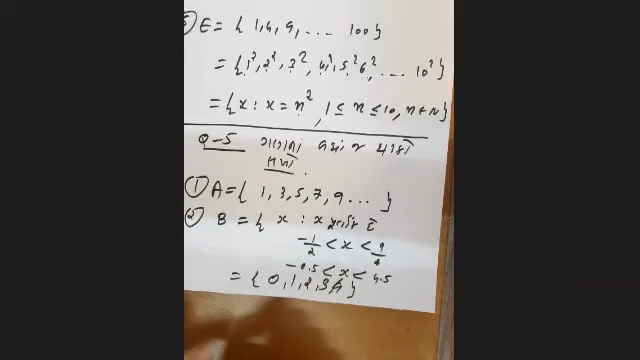 ⑤ E = { 1, 4, 9, .... 100 }
= { 1², 2², 3², 4², 5², 6², .... 10² }
= { x : x = n², 1 ≤ n ≤ 10, n ∈ N }
Q-5
① A = { 1, 3, 5, 7, 9 ... }
② B = { x : x
-1/2 < x < 9/2
-0.5 < x < 4.5
= { 0, 1, 2, 3, 4 }